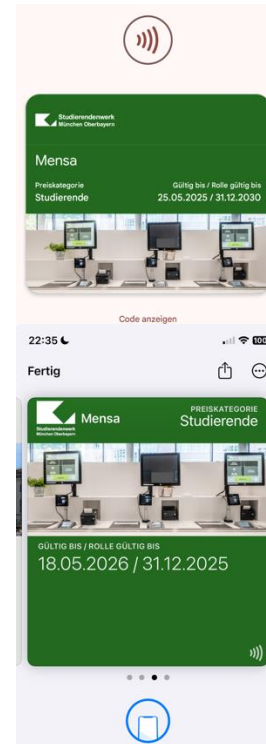 Studierendenwerk
München Oberbayern
Mensa
Preiskategorie
Studierende
Gültig bis / Rolle gültig bis
25.05.2025 / 31.12.2030
Code anzeigen
22:35
100
Fertig
Studierendenwerk
München Oberbayern
Mensa
PREISKATEGORIE
Studierende
GÜLTIG BIS / ROLLE GÜLTIG BIS
18.05.2026 / 31.12.2025